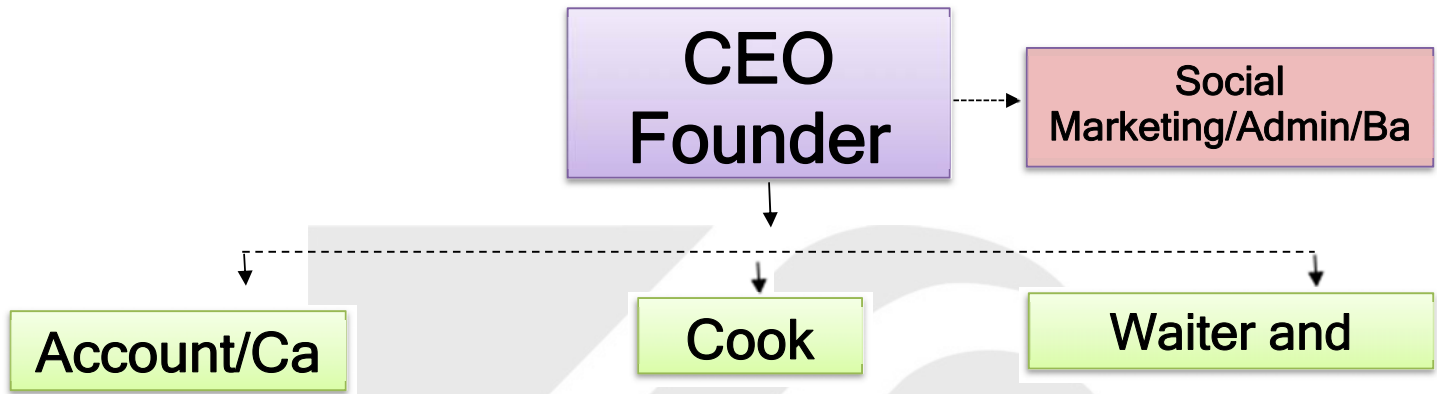 CEO
Founder
Social
Marketing/Admin/Ba
Account/Ca
Cook
Waiter and